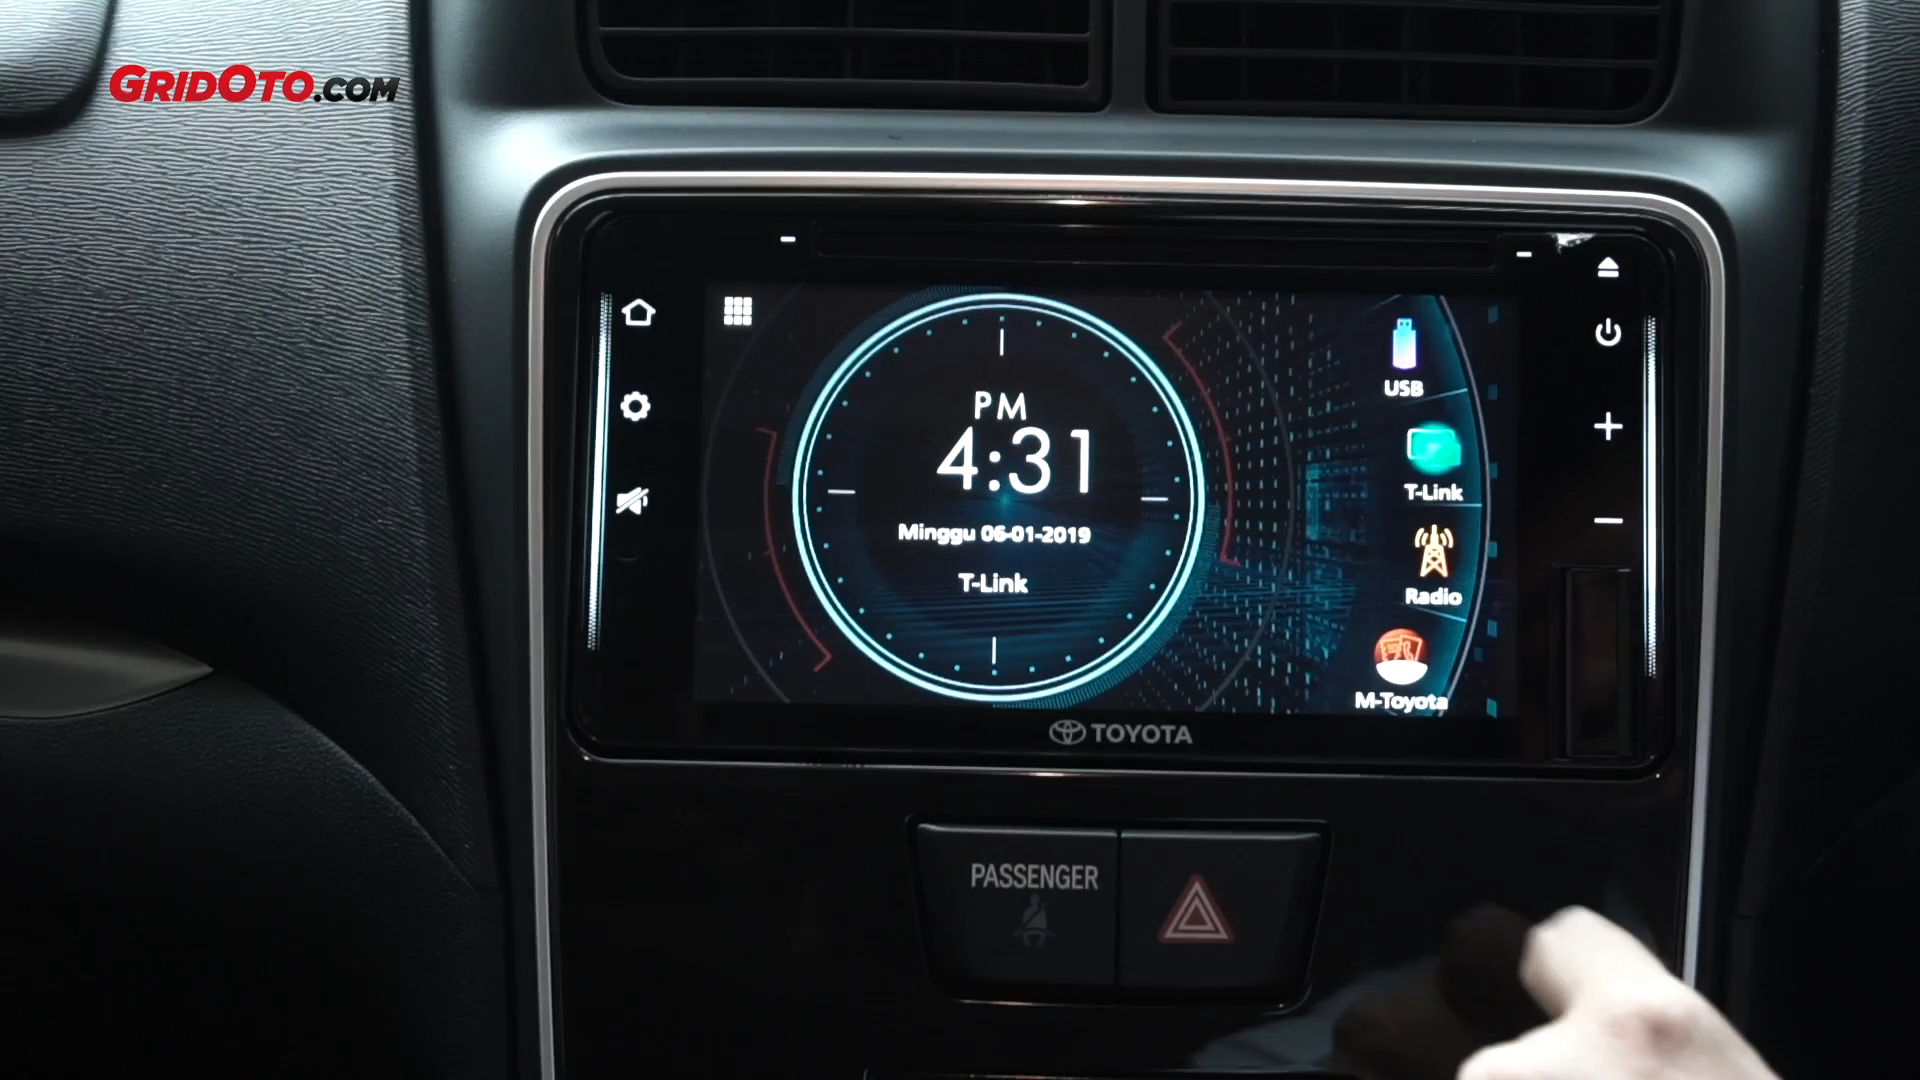 GRIDOTO.COM
PM
4:31
Minggu 06-01-2019
T-Link
USB
T-Link
Radio
M-Toyota
TOYOTA
PASSENGER